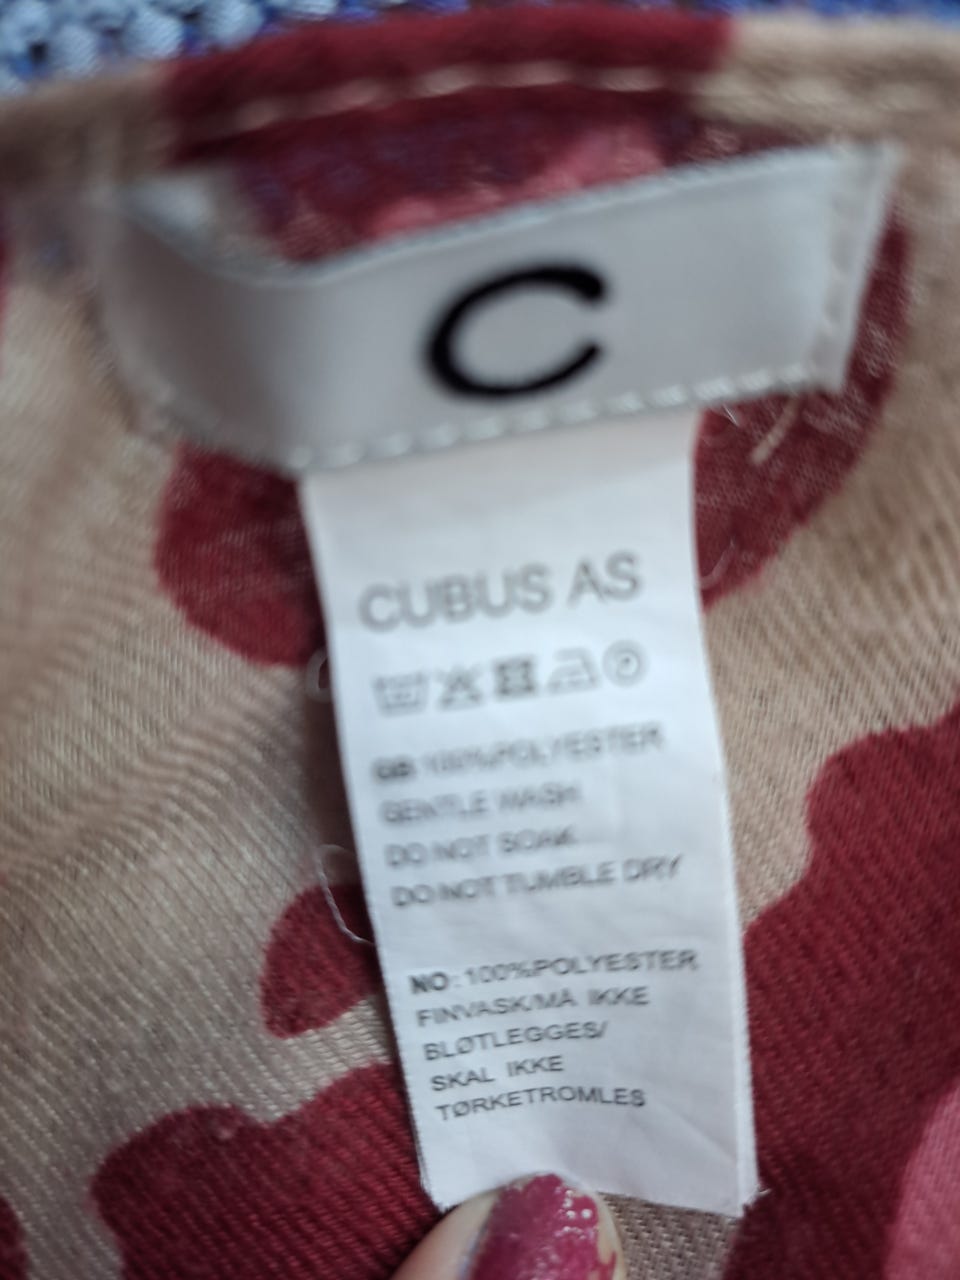 C
CUBUS AS
GB 100%POLYESTER
GENTLE WASH
DO NOT SOAK
DO NOT TUMBLE DRY
NO: 100%POLYESTER
FINVASK/MÅ IKKE
BLØTLEGGES/
SKAL IKKE
TØRKETROMLES